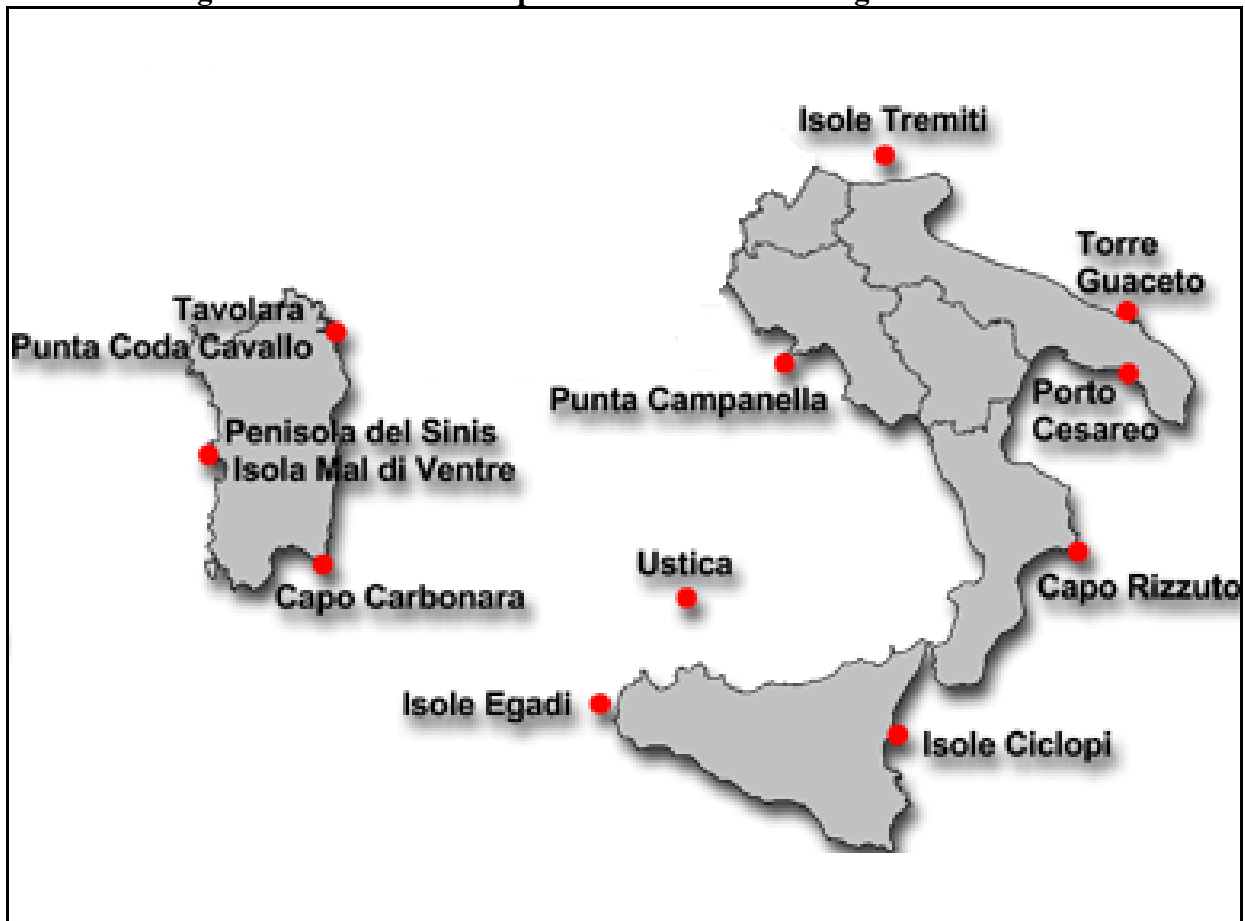 Isole Tremiti
Torre
Guaceto
Tavolara
Punta Coda Cavallo
Punta Campanella
Porto
Cesareo
Penisola del Sinis
Isola Mal di Ventre
Ustica
Capo Rizzuto
Capo Carbonara
Isole Egadi
Isole Ciclopi